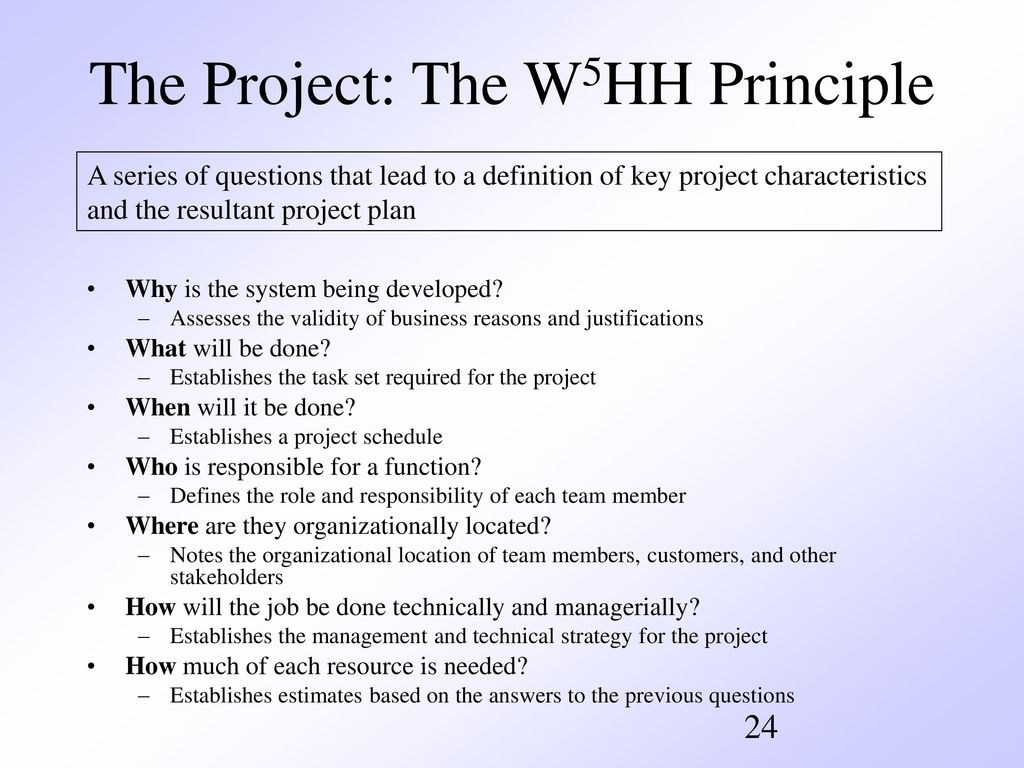 The Project: The W⁵HH Principle
A series of questions that lead to a definition of key project characteristics
and the resultant project plan
• Why is the system being developed?
– Assesses the validity of business reasons and justifications
• What will be done?
– Establishes the task set required for the project
• When will it be done?
– Establishes a project schedule
• Who is responsible for a function?
– Defines the role and responsibility of each team member
• Where are they organizationally located?
– Notes the organizational location of team members, customers, and other
stakeholders
• How will the job be done technically and managerially?
– Establishes the management and technical strategy for the project
• How much of each resource is needed?
– Establishes estimates based on the answers to the previous questions
24